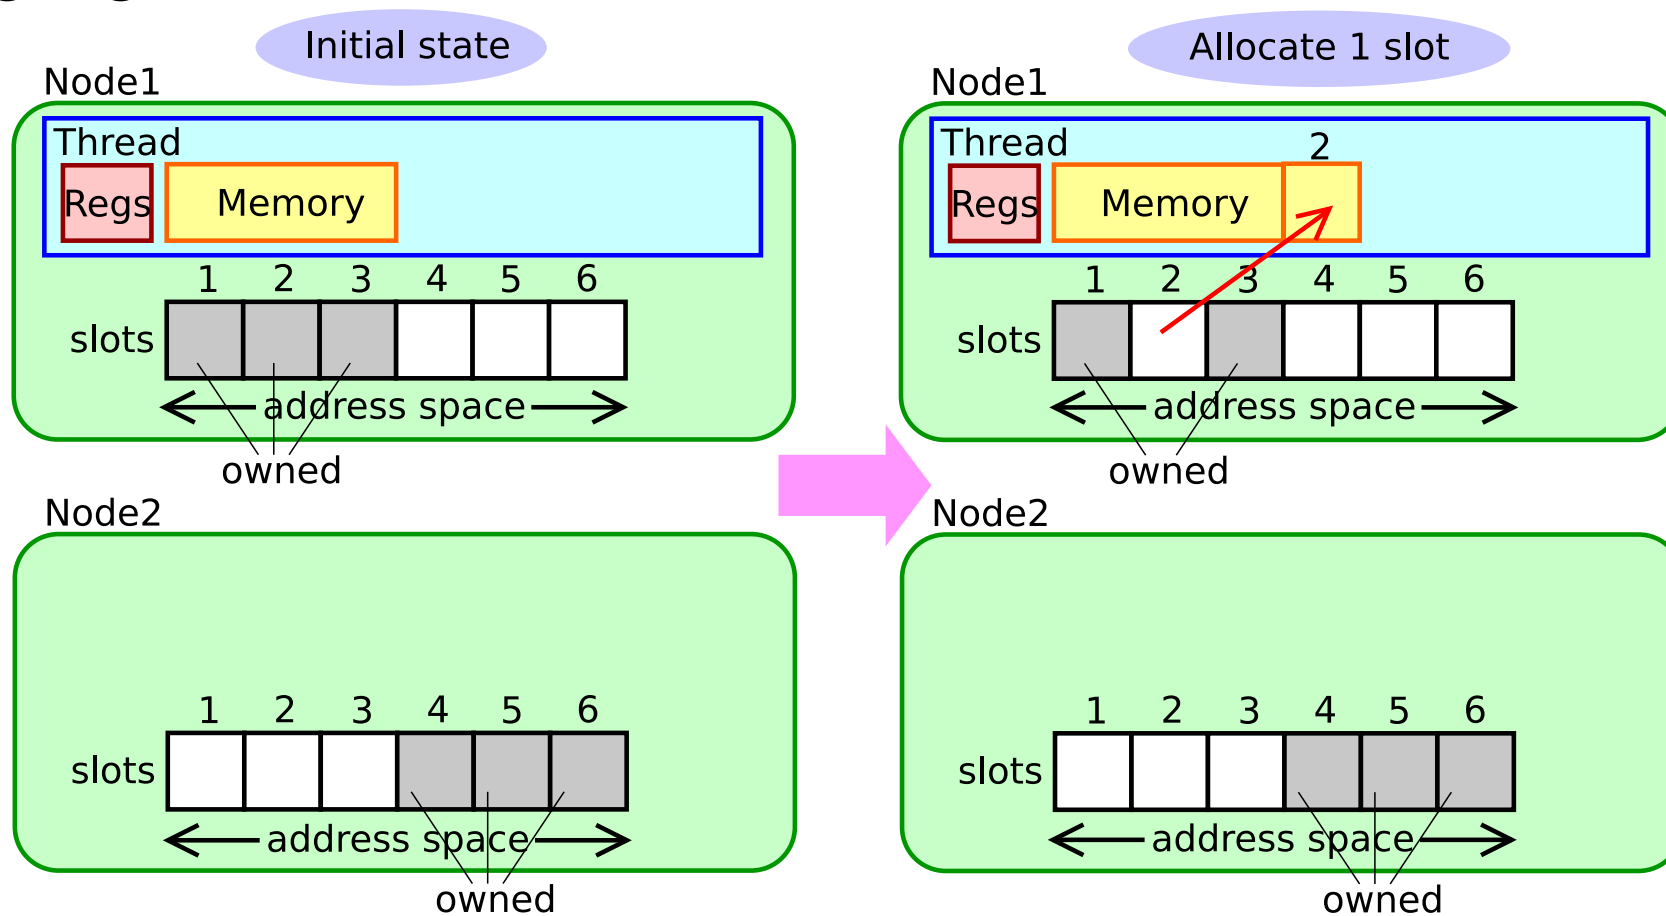 Initial state
Node1
Thread
Regs
Memory
1 2 3 4 5 6
slots
address space
owned
Node2
1 2 3 4 5 6
slots
address space
owned
Allocate 1 slot
Node1
Thread
2
Regs
Memory
1 2 3 4 5 6
slots
address space
owned
Node2
1 2 3 4 5 6
slots
address space
owned